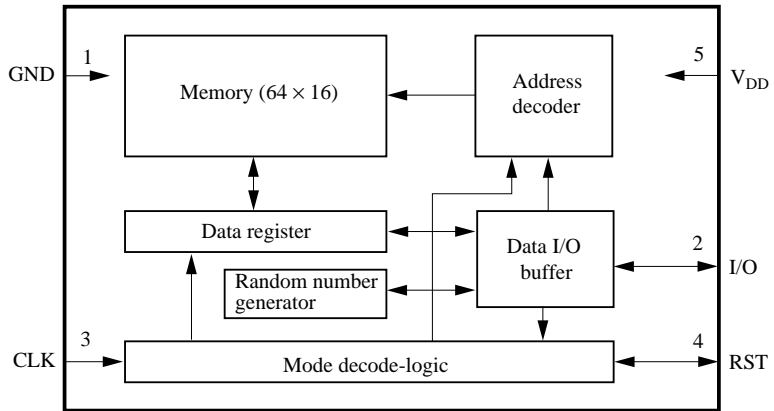 1
GND
Memory (64 × 16)
Address
decoder
5
V_DD
Data register
Data I/O
buffer
2
I/O
Random number
generator
3
CLK
Mode decode-logic
4
RST